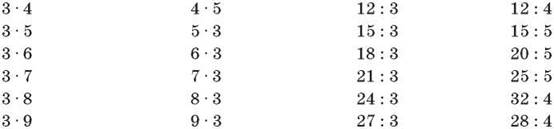 3 · 4 4 · 5 12 : 3 12 : 4
3 · 5 5 · 3 15 : 3 15 : 5
3 · 6 6 · 3 18 : 3 20 : 5
3 · 7 7 · 3 21 : 3 25 : 5
3 · 8 8 · 3 24 : 3 32 : 4
3 · 9 9 · 3 27 : 3 28 : 4